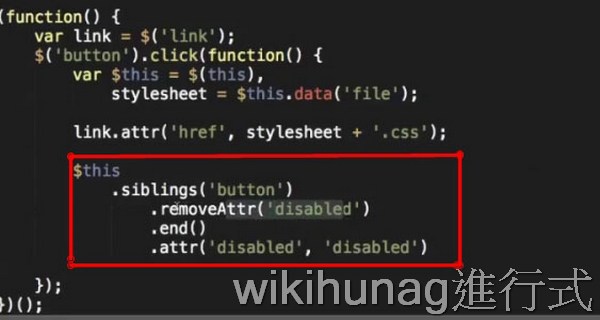 (function() {
var link = $('link');
$('button').click(function() {
var $this = $(this),
stylesheet = $this.data('file');
link.attr('href', stylesheet + '.css');
$this
.siblings('button')
.removeAttr('disabled')
.end()
.attr('disabled', 'disabled')
});
})();
wikihunag進行式